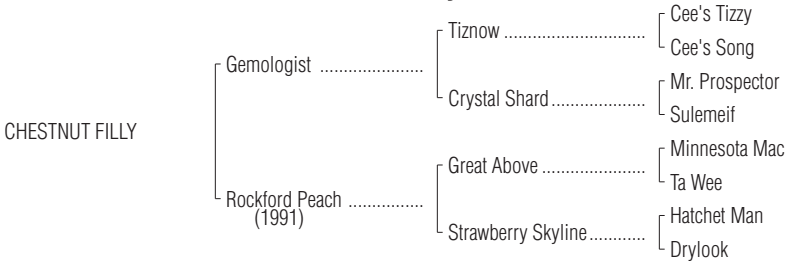 Cee's Tizzy
Tiznow ..............................
Cee's Song
Gemologist ......................
Mr. Prospector
Crystal Shard....................
Sulemeif
CHESTNUT FILLY
Minnesota Mac
Great Above ......................
Ta Wee
Rockford Peach ................
(1991)
Hatchet Man
Strawberry Skyline............
Drylook